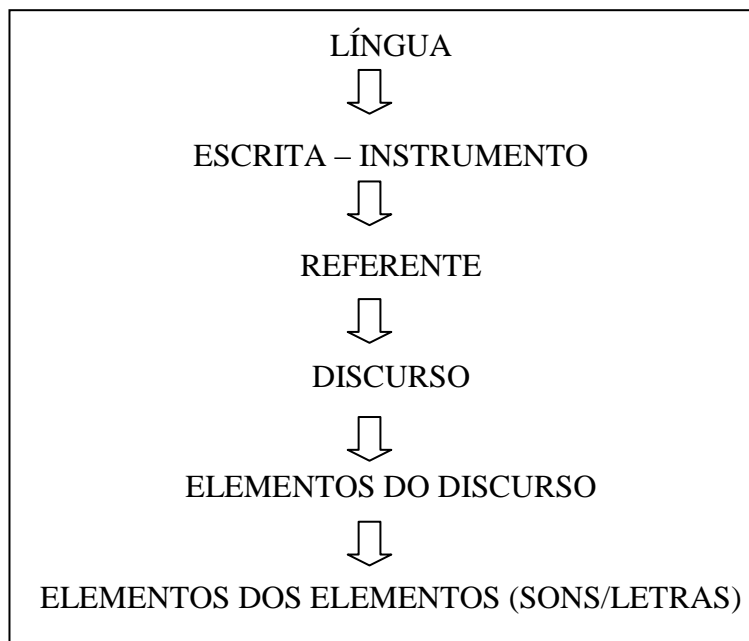 LÍNGUA
ESCRITA – INSTRUMENTO
REFERENTE
DISCURSO
ELEMENTOS DO DISCURSO
ELEMENTOS DOS ELEMENTOS (SONS/LETRAS)